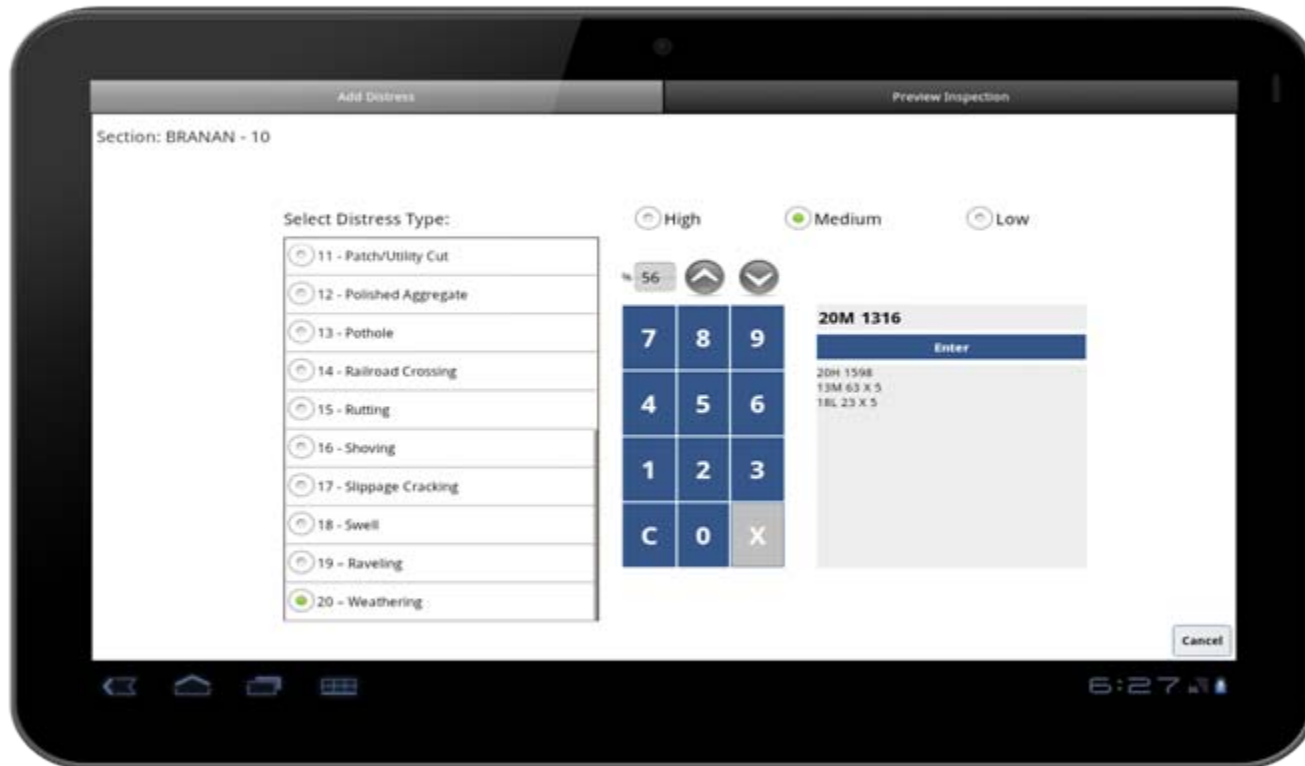 Add Distress
Preview Inspection
Section: BRANAN - 10
Select Distress Type:
High
Medium
Low
11 - Patch/Utility Cut
12 - Polished Aggregate
13 - Pothole
14 - Railroad Crossing
15 - Rutting
16 - Shoving
17 - Slippage Cracking
18 - Swell
19 – Raveling
20 – Weathering
% 56
7 8 9
4 5 6
1 2 3
C 0 X
20M 1316
Enter
20H 1598
13M 63 X 5
18L 23 X 5
Cancel
6:27